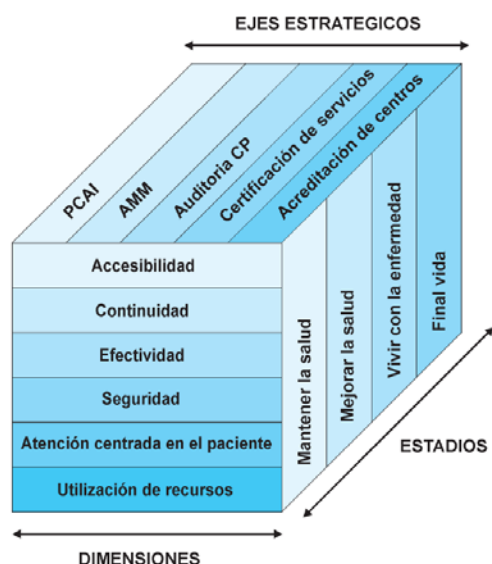 EJES ESTRATEGICOS
PCAI
AMM
Auditoria CP
Certificación de servicios
Acreditación de centros
Accesibilidad
Continuidad
Efectividad
Seguridad
Atención centrada en el paciente
Utilización de recursos
Mantener la salud
Mejorar la salud
Vivir con la enfermedad
Final vida
ESTADIOS
DIMENSIONES